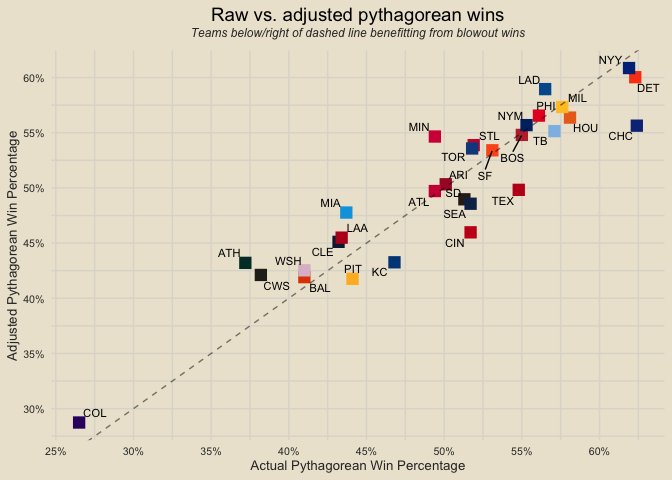 Raw vs. adjusted pythagorean wins
Teams below/right of dashed line benefitting from blowout wins
Adjusted Pythagorean Win Percentage
60%
55%
50%
45%
40%
35%
30%
NYY
DET
LAD
MIL
PHI
NYM
HOU
CHC
TB
MIN
STL
TOR
BOS
SF
ARI
ATL
SD
TEX
SEA
MIA
LAA
CIN
CLE
ATH
WSH
PIT
KC
CWS
BAL
COL
25%
30%
35%
40%
45%
50%
55%
60%
Actual Pythagorean Win Percentage